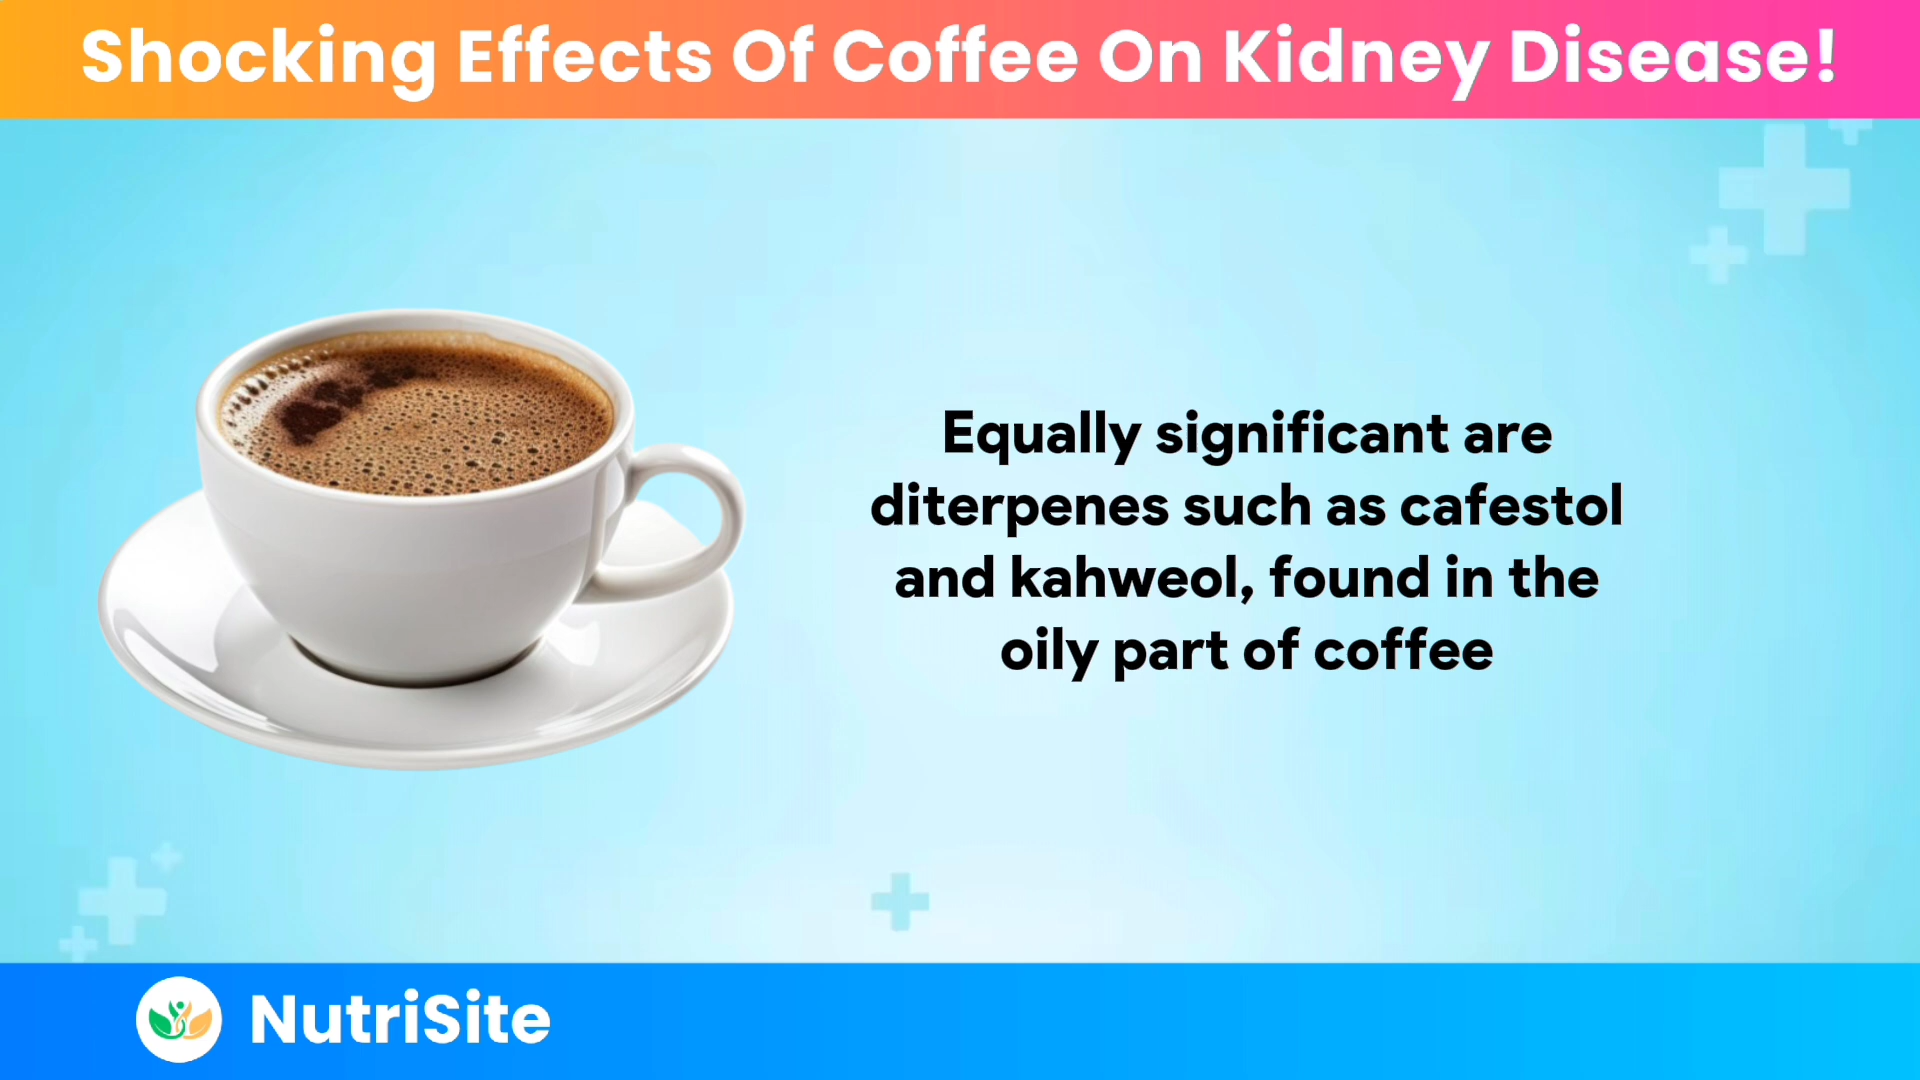 Shocking Effects Of Coffee On Kidney Disease!
Equally significant are
diterpenes such as cafestol
and kahweol, found in the
oily part of coffee
NutriSite